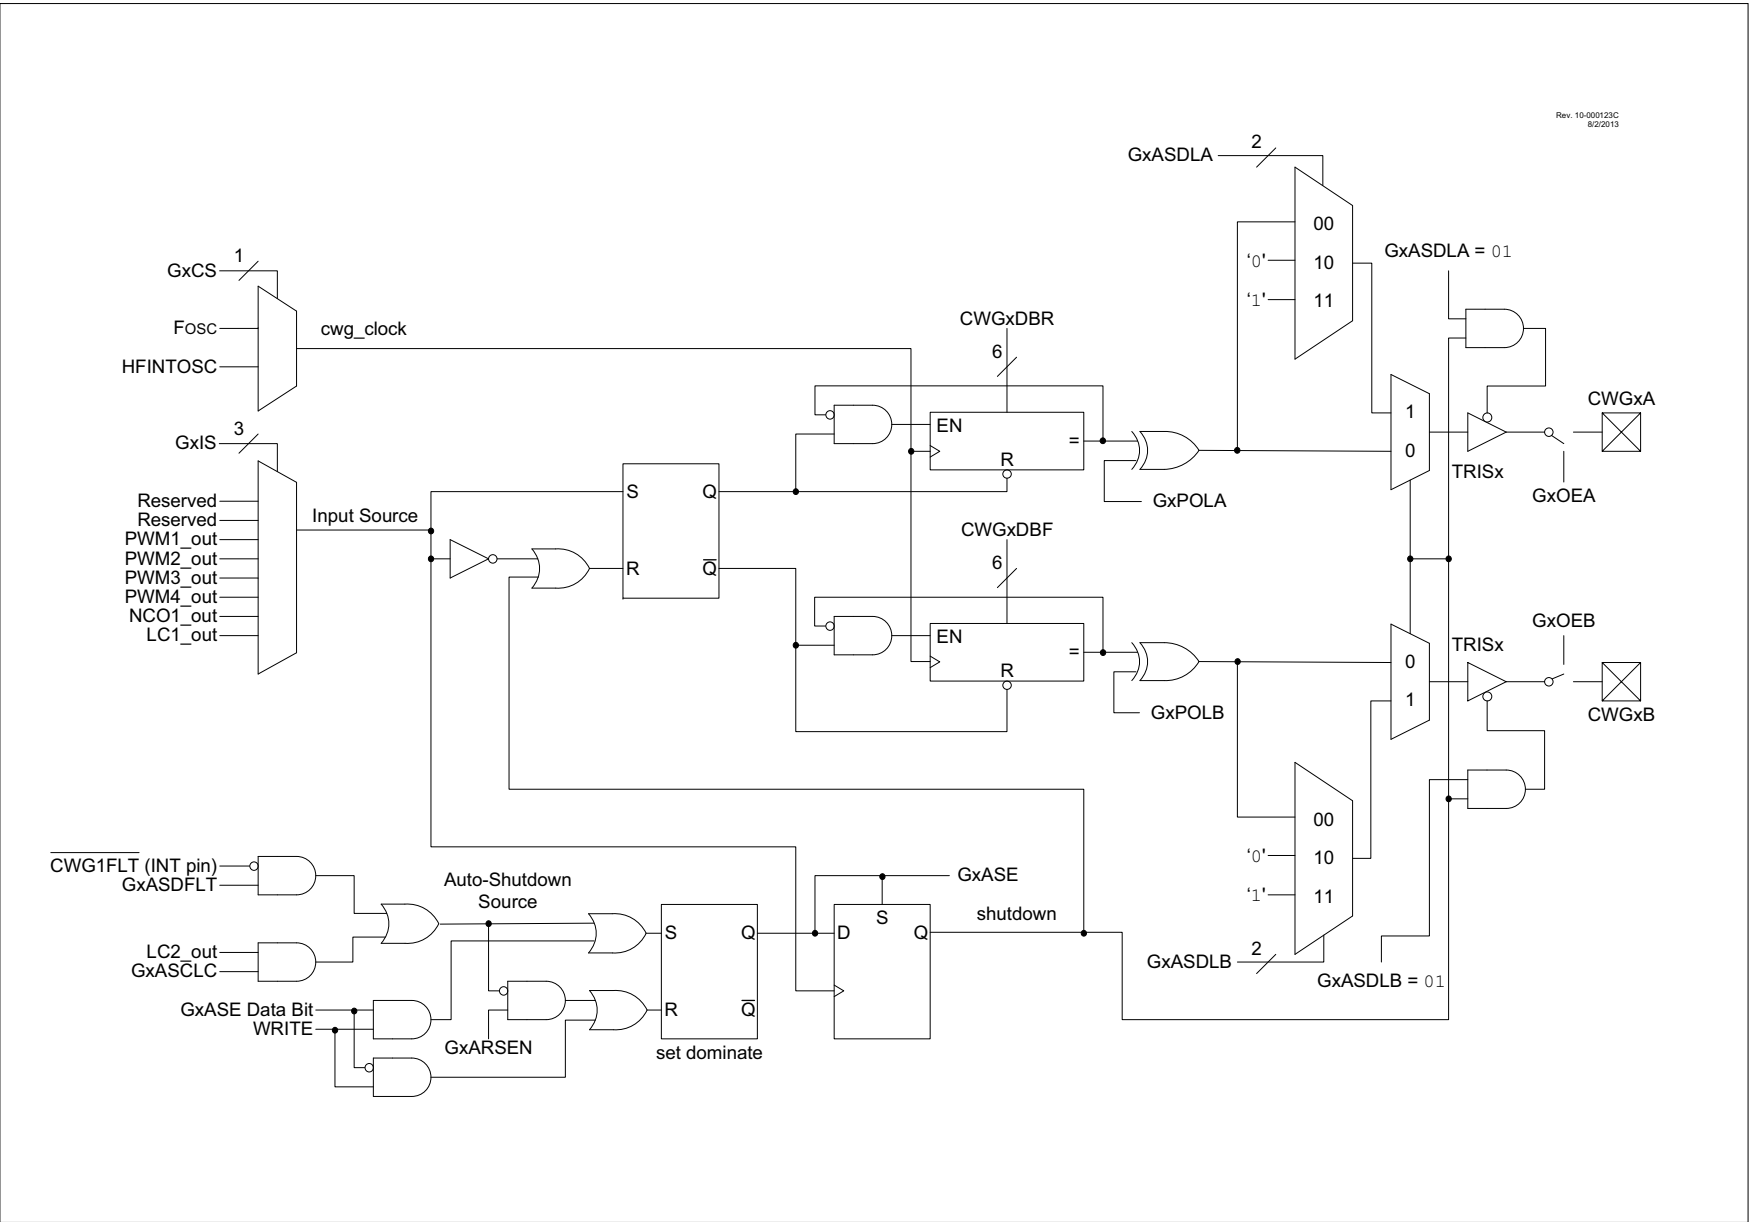 Rev. 10-000123C
8/2/2013
GxASDLA
2
00
'0'
10
'1'
11
GxASDLA = 01
GxCS
1
FOSC
HFINTOSC
cwg_clock
CWGxDBR
6
EN
=
R
GxPOLA
1
0
TRISx
CWGxA
GxOEA
GxIS
3
Reserved
Reserved
PWM1_out
PWM2_out
PWM3_out
PWM4_out
NCO1_out
LC1_out
Input Source
S
Q
R
Q
CWGxDBF
6
EN
=
R
GxPOLB
0
1
TRISx
GxOEB
CWGxB
00
'0'
10
'1'
11
GxASDLB
2
GxASDLB = 01
CWG1FLT (INT pin)
GxASDFLT
LC2_out
GxASCLC
GxASE Data Bit
WRITE
Auto-Shutdown
Source
GxARSEN
S
Q
R
Q
set dominate
GxASE
S
D
Q
shutdown